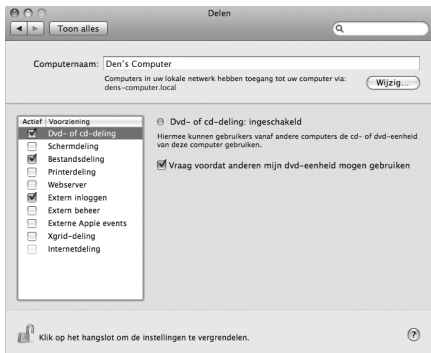 Delen
Toon alles
Computernaam: Den's Computer
Computers in uw lokale netwerk hebben toegang tot uw computer via:
dens-computer.local
Wijzig...
Actief Voorziening
Dvd- of cd-deling
Schermdeling
Bestandsdeling
Printerdeling
Webserver
Extern inloggen
Extern beheer
Externe Apple events
Xgrid-deling
Internetdeling
Dvd- of cd-deling: ingeschakeld
Hiermee kunnen gebruikers vanaf andere computers de cd- of dvd-eenheid
van deze computer gebruiken.
Vraag voordat anderen mijn dvd-eenheid mogen gebruiken
Klik op het hangslot om de instellingen te vergrendelen.
?